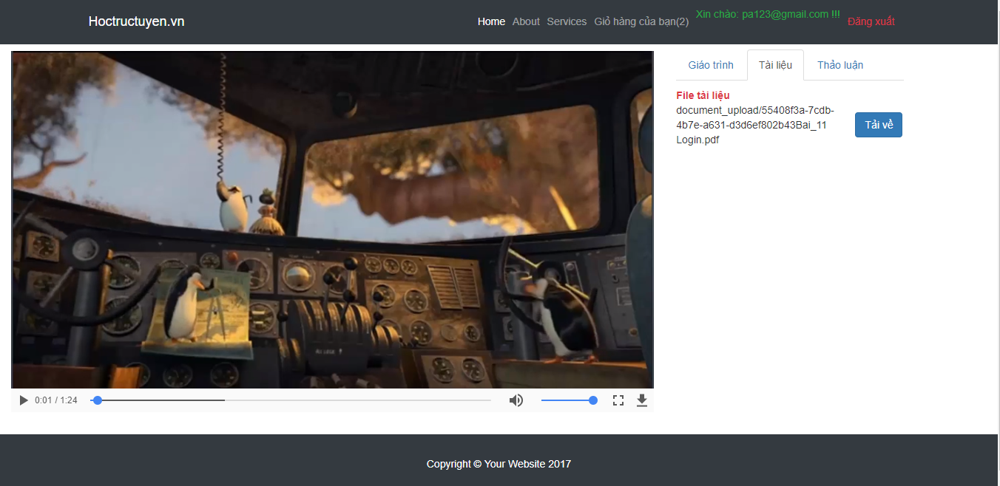 Hoctructuyen.vn
Home About Services Giỏ hàng của bạn(2) Xin chào: pa123@gmail.com !!! Đăng xuất
Giáo trình Tài liệu Thảo luận
File tài liệu
document_upload/55408f3a-7cdb-
4b7e-a631-d3d6ef802b43Bai_11
Login.pdf
Tải về
0:01 / 1:24
Copyright © Your Website 2017